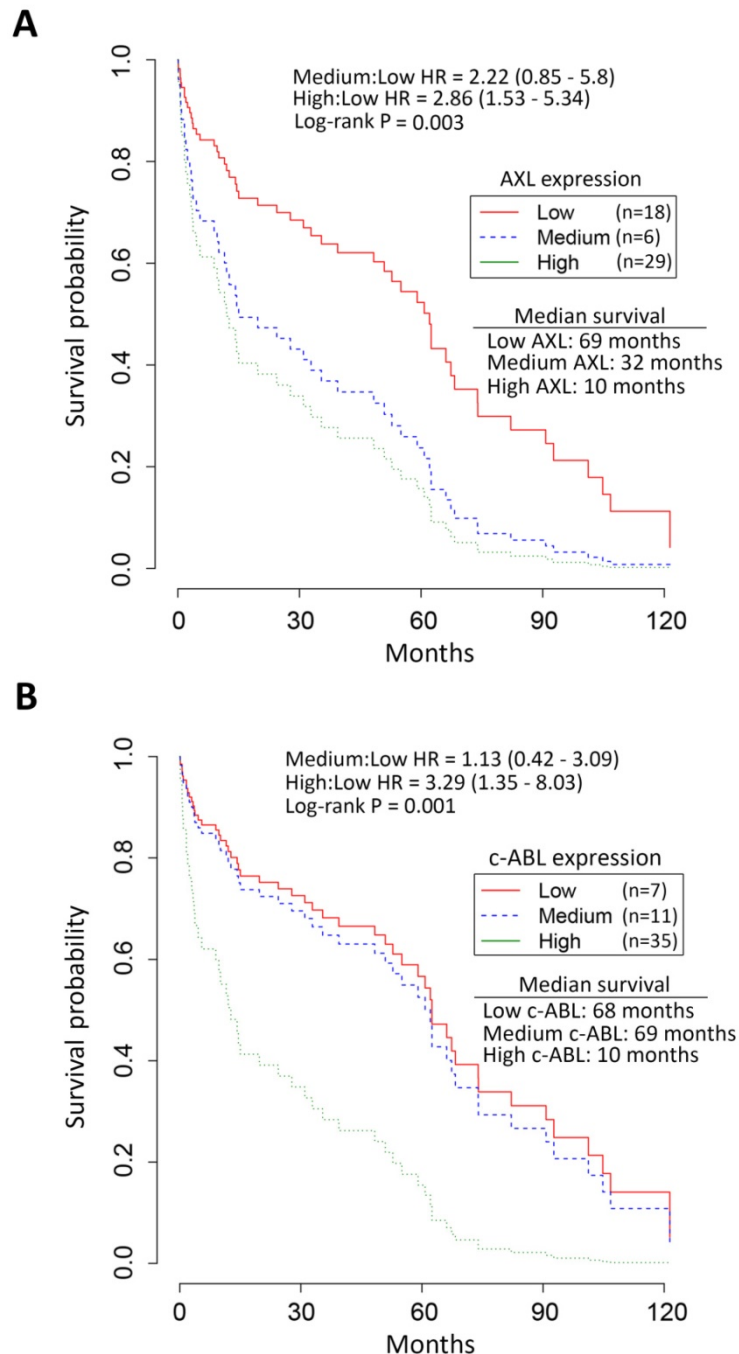 A
Medium:Low HR = 2.22 (0.85 - 5.8)
High:Low HR = 2.86 (1.53 - 5.34)
Log-rank P = 0.003
AXL expression
Low (n=18)
Medium (n=6)
High (n=29)
Median survival
Low AXL: 69 months
Medium AXL: 32 months
High AXL: 10 months
Survival probability
1.0
0.8
0.6
0.4
0.2
0.0
0 30 60 90 120
Months
B
Medium:Low HR = 1.13 (0.42 - 3.09)
High:Low HR = 3.29 (1.35 - 8.03)
Log-rank P = 0.001
c-ABL expression
Low (n=7)
Medium (n=11)
High (n=35)
Median survival
Low c-ABL: 68 months
Medium c-ABL: 69 months
High c-ABL: 10 months
Survival probability
1.0
0.8
0.6
0.4
0.2
0.0
0 30 60 90 120
Months